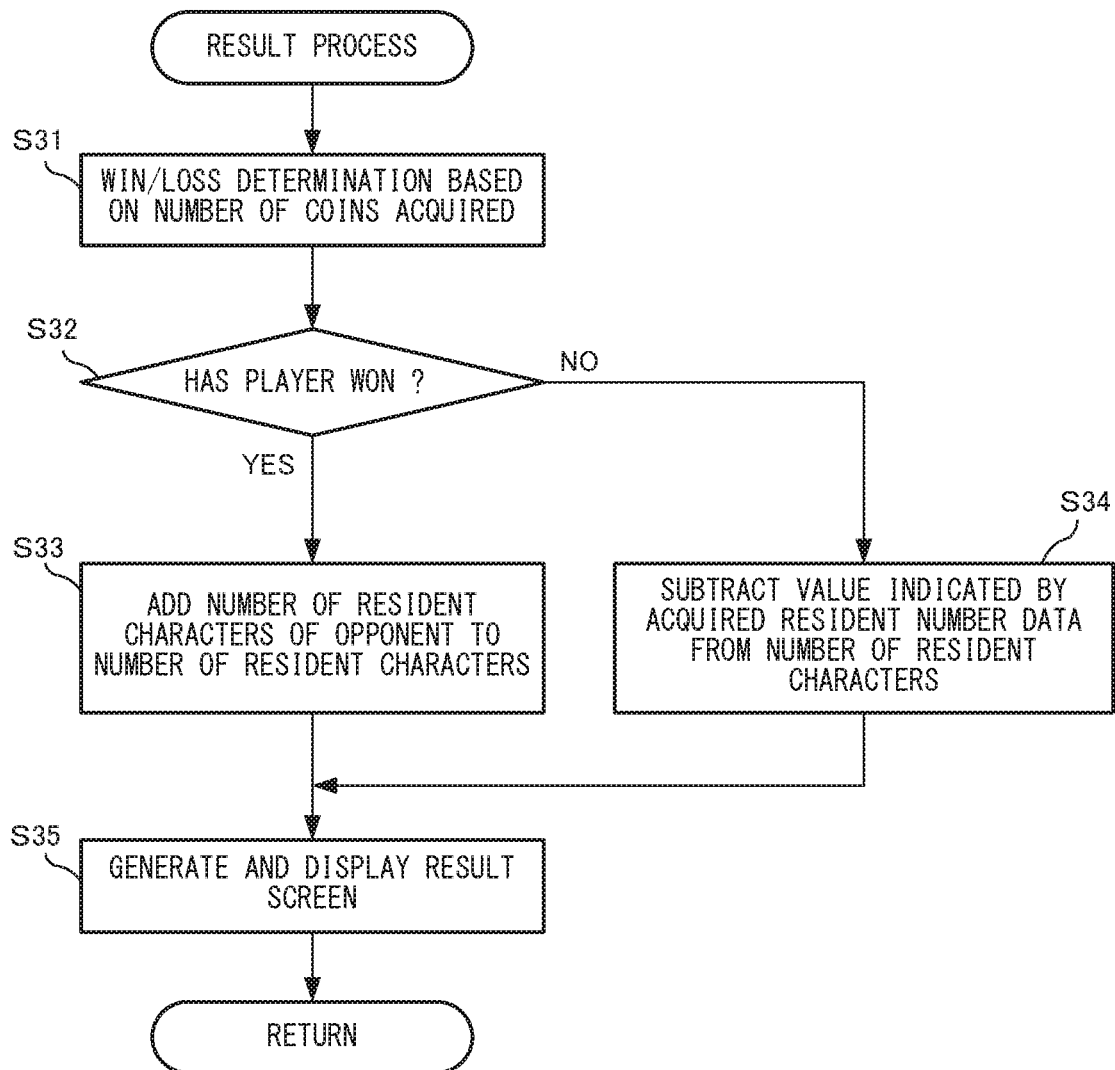 RESULT PROCESS
S31
WIN/LOSS DETERMINATION BASED
ON NUMBER OF COINS ACQUIRED
S32
HAS PLAYER WON ?
NO
YES
S33
ADD NUMBER OF RESIDENT
CHARACTERS OF OPPONENT TO
NUMBER OF RESIDENT CHARACTERS
S34
SUBTRACT VALUE INDICATED BY
ACQUIRED RESIDENT NUMBER DATA
FROM NUMBER OF RESIDENT
CHARACTERS
S35
GENERATE AND DISPLAY RESULT
SCREEN
RETURN